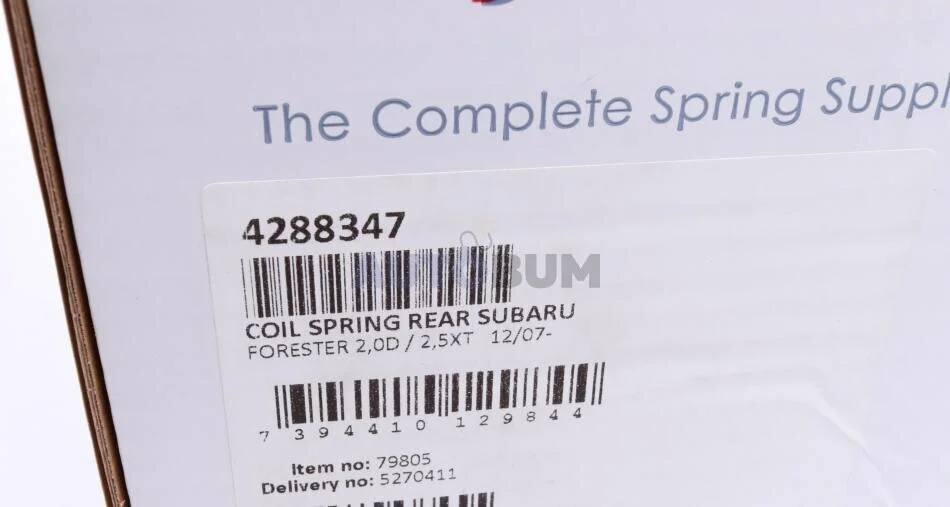 The Complete Spring
4288347
AUTOBUM
COIL SPRING REAR SUBARU
FORESTER 2,0D / 2,5XT 12/07-
7 394410 129844
Item no: 79805
Delivery no: 5270411